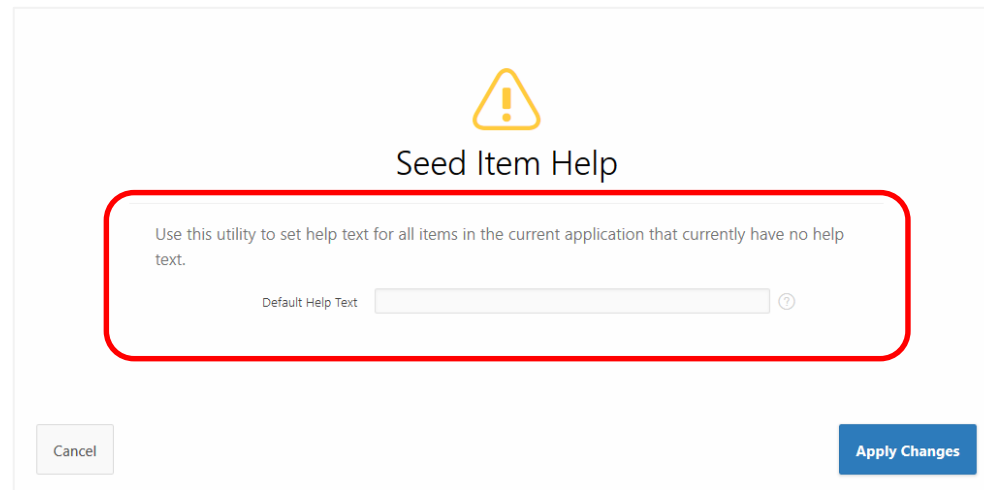 Seed Item Help
Use this utility to set help text for all items in the current application that currently have no help
text.
Default Help Text
Cancel
Apply Changes